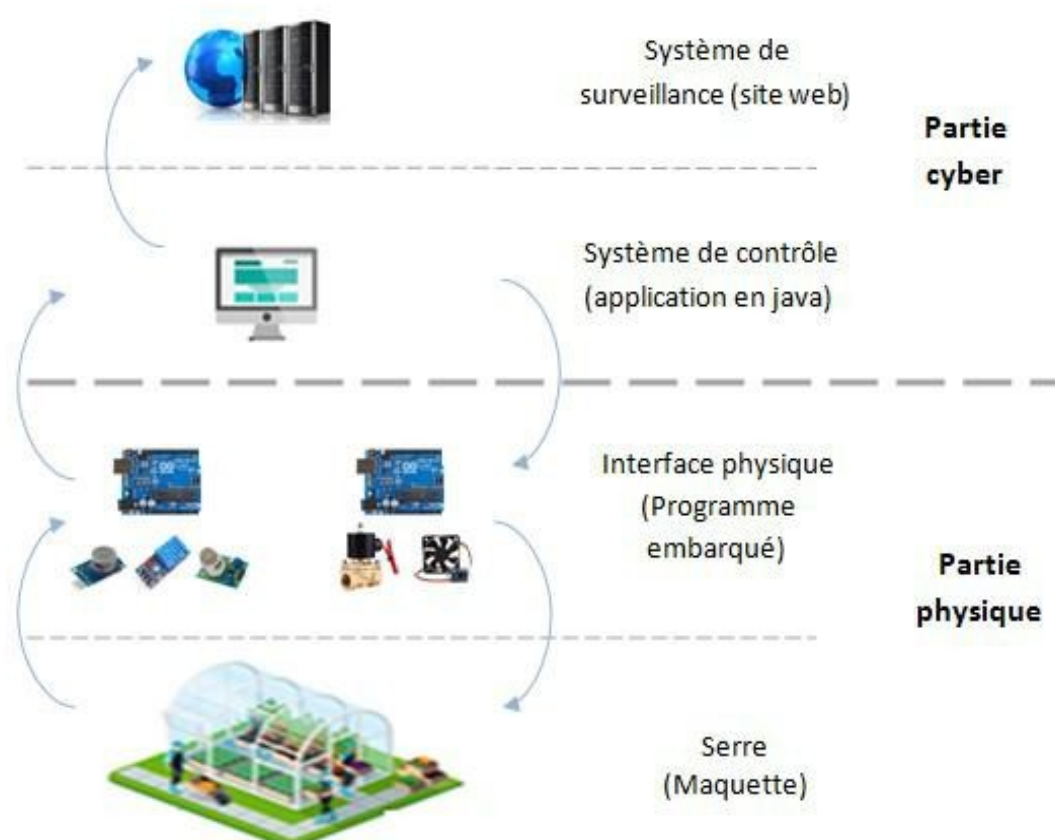 Système de
surveillance (site web)
Partie
cyber
Système de contrôle
(application en java)
Interface physique
(Programme
embarqué)
Partie
physique
Serre
(Maquette)